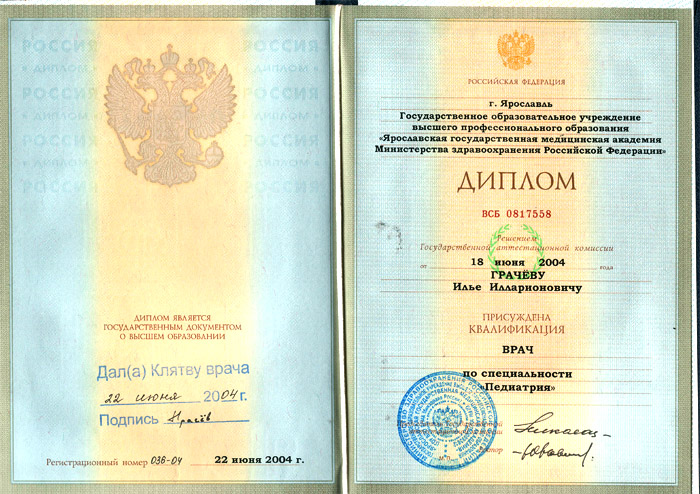 РОССИЯ
ДИПЛОМ
РОССИЯ
ДИПЛОМ ЯВЛЯЕТСЯ
ГОСУДАРСТВЕННЫМ ДОКУМЕНТОМ
О ВЫСШЕМ ОБРАЗОВАНИИ
Дал(а) Клятву врача
22 июня 2004 г.
Подпись
Регистрационный номер 036-04 22 июня 2004 г.
РОССИЙСКАЯ ФЕДЕРАЦИЯ
г. Ярославль
Государственное образовательное учреждение
высшего профессионального образования
«Ярославская государственная медицинская академия
Министерства здравоохранения Российской Федерации»
ДИПЛОМ
ВСБ 0817558
Решением
Государственной аттестационной комиссии
от 18 июня 2004 года
ГРАЧЁВУ
Илье Илларионовичу
ПРИСУЖДЕНА
КВАЛИФИКАЦИЯ
ВРАЧ
по специальности
«Педиатрия»